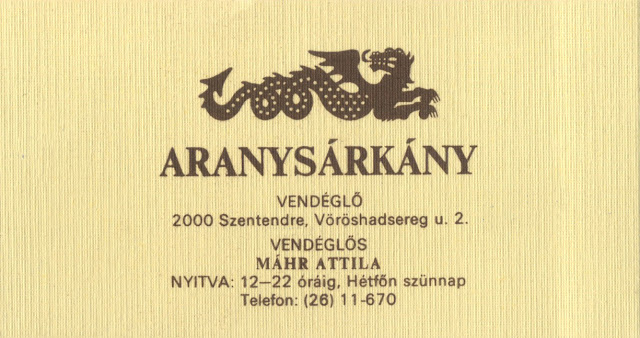 ARANYSÁRKÁNY
VENDÉGLŐ
2000 Szentendre, Vöröshadsereg u. 2.
VENDÉGLŐS
MÁHR ATTILA
NYITVA: 12—22 óráig, Hétfőn szünnap
Telefon: (26) 11-670